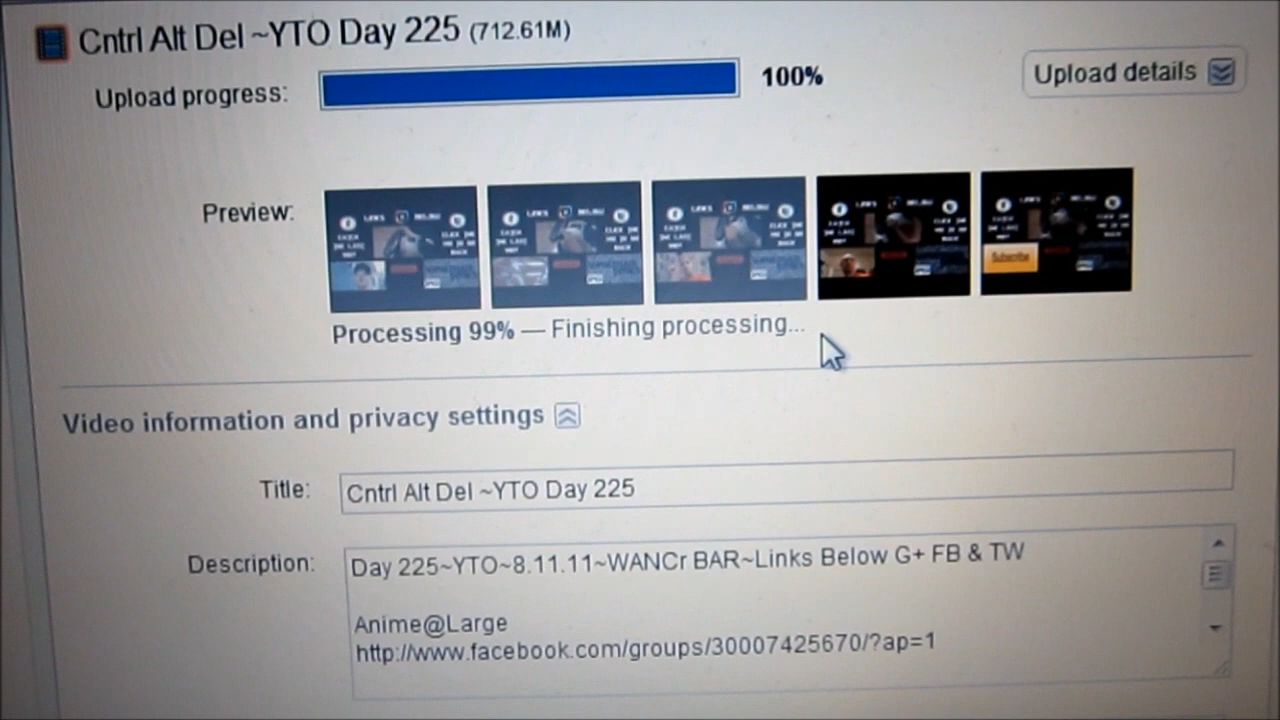 Cntrl Alt Del ~YTO Day 225 (712.61M)
Upload progress: 100% Upload details
Preview:
Subscribe
Processing 99% — Finishing processing...
Video information and privacy settings
Title: Cntrl Alt Del ~YTO Day 225
Description: Day 225~YTO~8.11.11~WANCr BAR~Links Below G+ FB & TW
Anime@Large
http://www.facebook.com/groups/30007425670/?ap=1